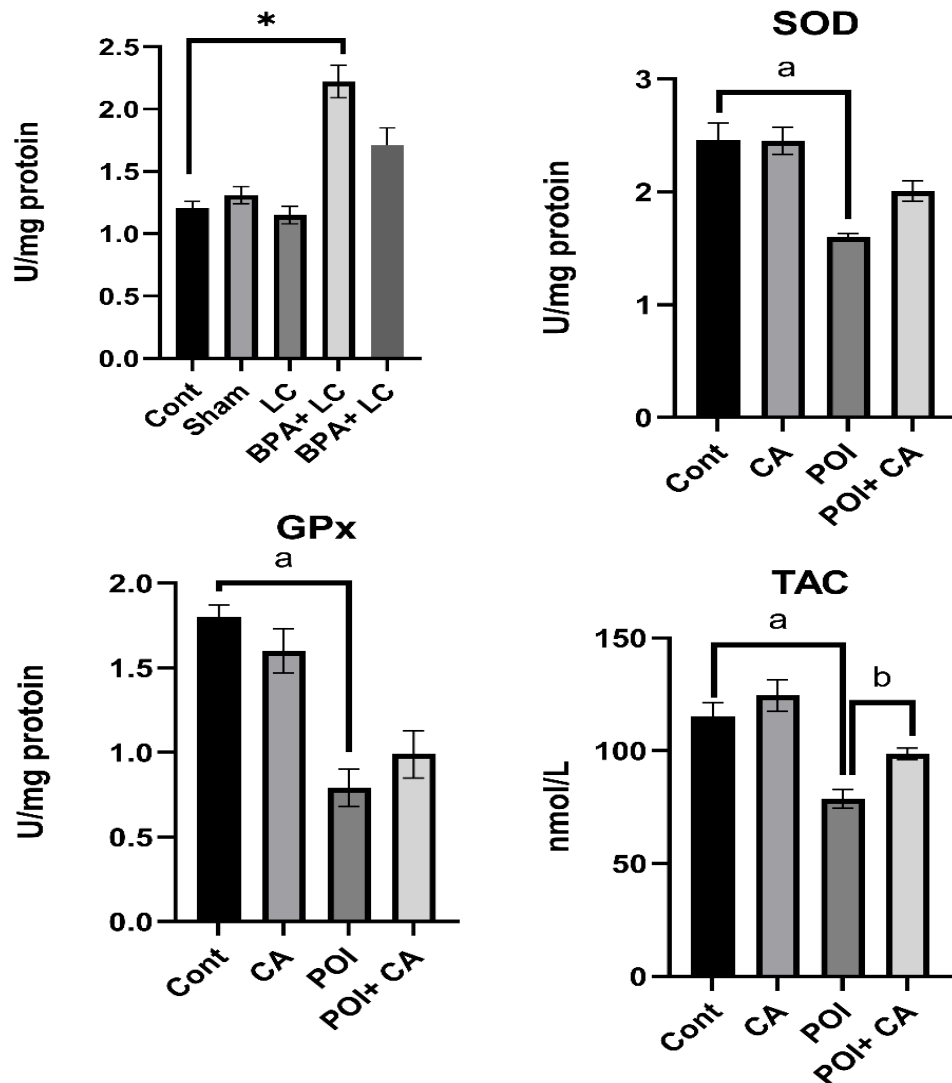 *
2.5
2.0
1.5
1.0
0.5
0.0
U/mg protoin
Cont
Sham
LC
BPA+ LC
BPA+ LC
SOD
a
3
2
1
0
U/mg protoin
Cont
CA
POI
POI+ CA
GPx
a
2.0
1.5
1.0
0.5
0.0
U/mg protoin
Cont
CA
POI
POI+ CA
TAC
a
b
150
100
50
0
nmol/L
Cont
CA
POI
POI+ CA